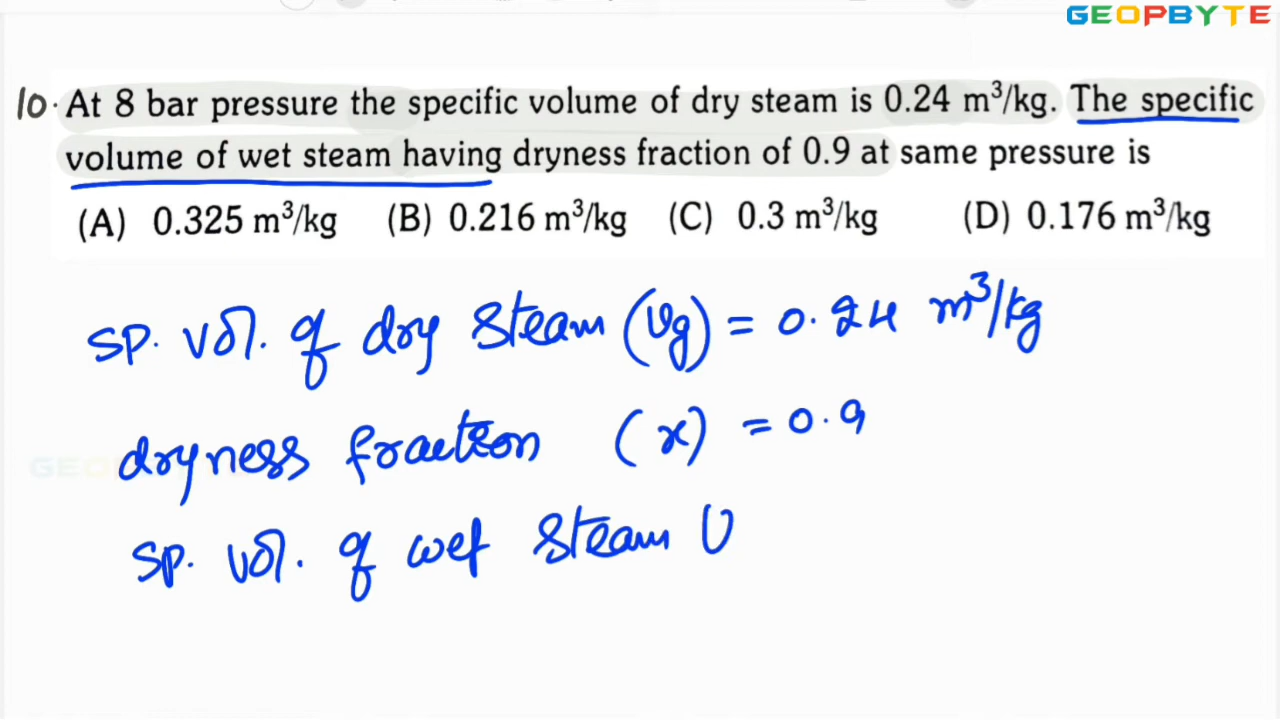 GEOPBYTE
10. At 8 bar pressure the specific volume of dry steam is 0.24 m³/kg. The specific
volume of wet steam having dryness fraction of 0.9 at same pressure is
(A) 0.325 m³/kg (B) 0.216 m³/kg (C) 0.3 m³/kg (D) 0.176 m³/kg
sp. vol. of dry steam (vg) = 0.24 m³/kg
dryness fraction (x) = 0.9
sp. vol. of wet steam v